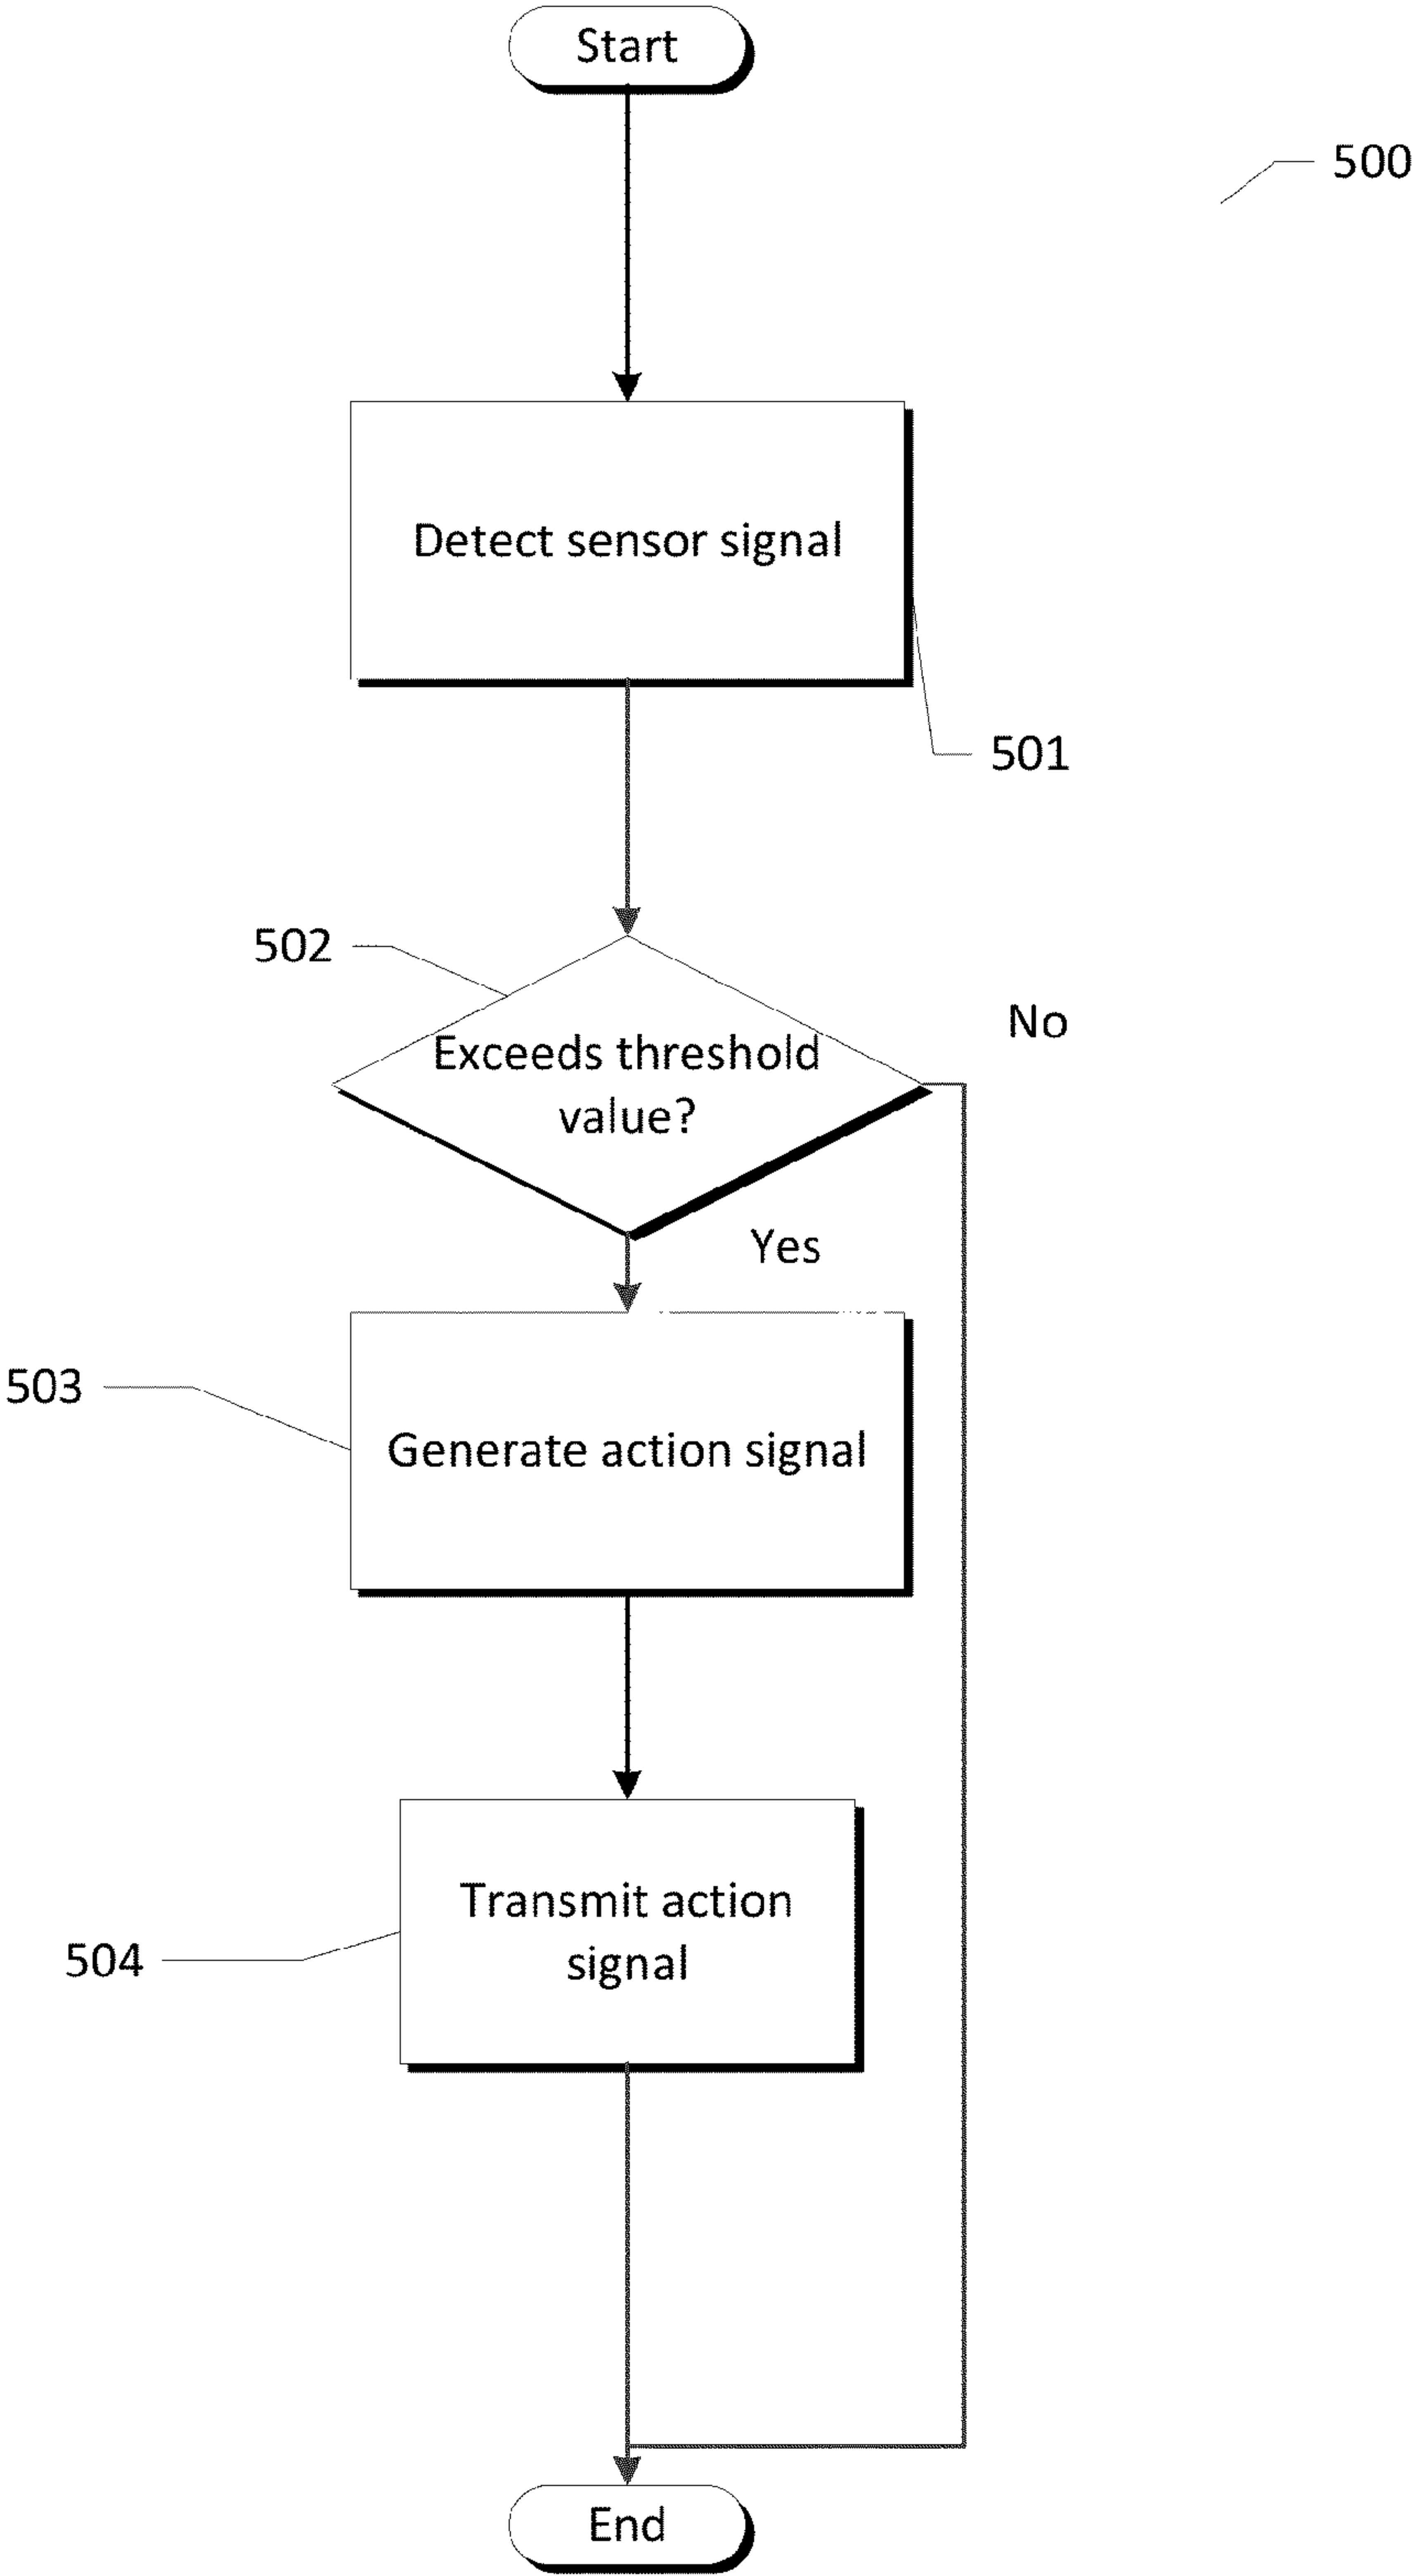 Start
500
Detect sensor signal
501
502
No
Exceeds threshold
value?
Yes
503
Generate action signal
Transmit action
signal
504
End